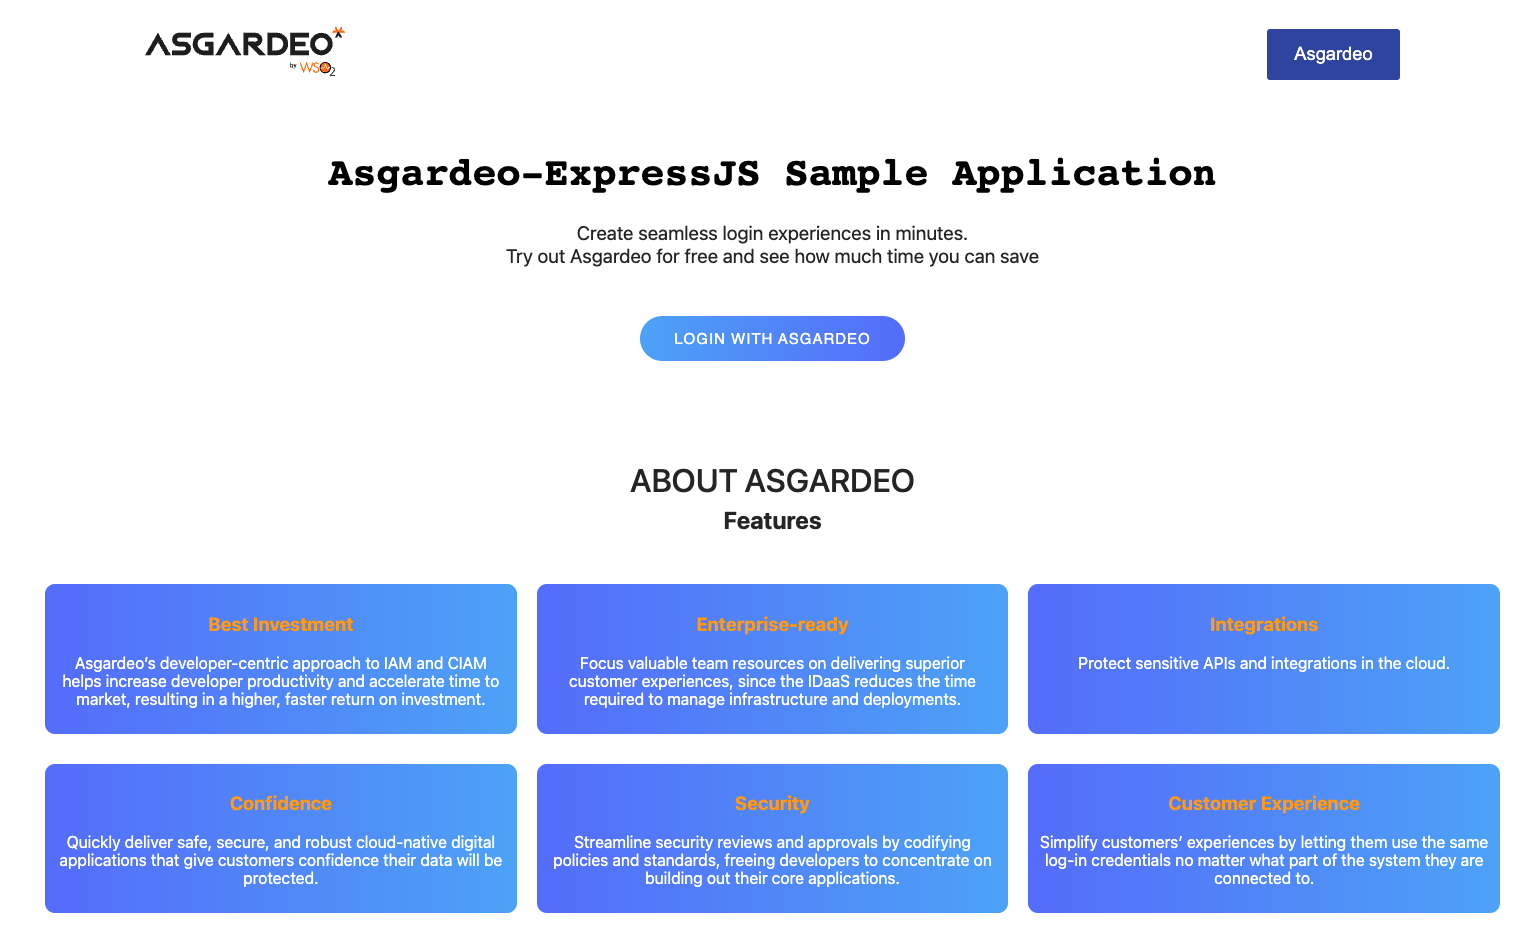 ASGARDEO
by WSO2
Asgardeo
Asgardeo-ExpressJS Sample Application
Create seamless login experiences in minutes.
Try out Asgardeo for free and see how much time you can save
LOGIN WITH ASGARDEO
ABOUT ASGARDEO
Features
Best Investment
Asgardeo’s developer-centric approach to IAM and CIAM
helps increase developer productivity and accelerate time to
market, resulting in a higher, faster return on investment.
Enterprise-ready
Focus valuable team resources on delivering superior
customer experiences, since the IDaaS reduces the time
required to manage infrastructure and deployments.
Integrations
Protect sensitive APIs and integrations in the cloud.
Confidence
Quickly deliver safe, secure, and robust cloud-native digital
applications that give customers confidence their data will be
protected.
Security
Streamline security reviews and approvals by codifying
policies and standards, freeing developers to concentrate on
building out their core applications.
Customer Experience
Simplify customers’ experiences by letting them use the same
log-in credentials no matter what part of the system they are
connected to.